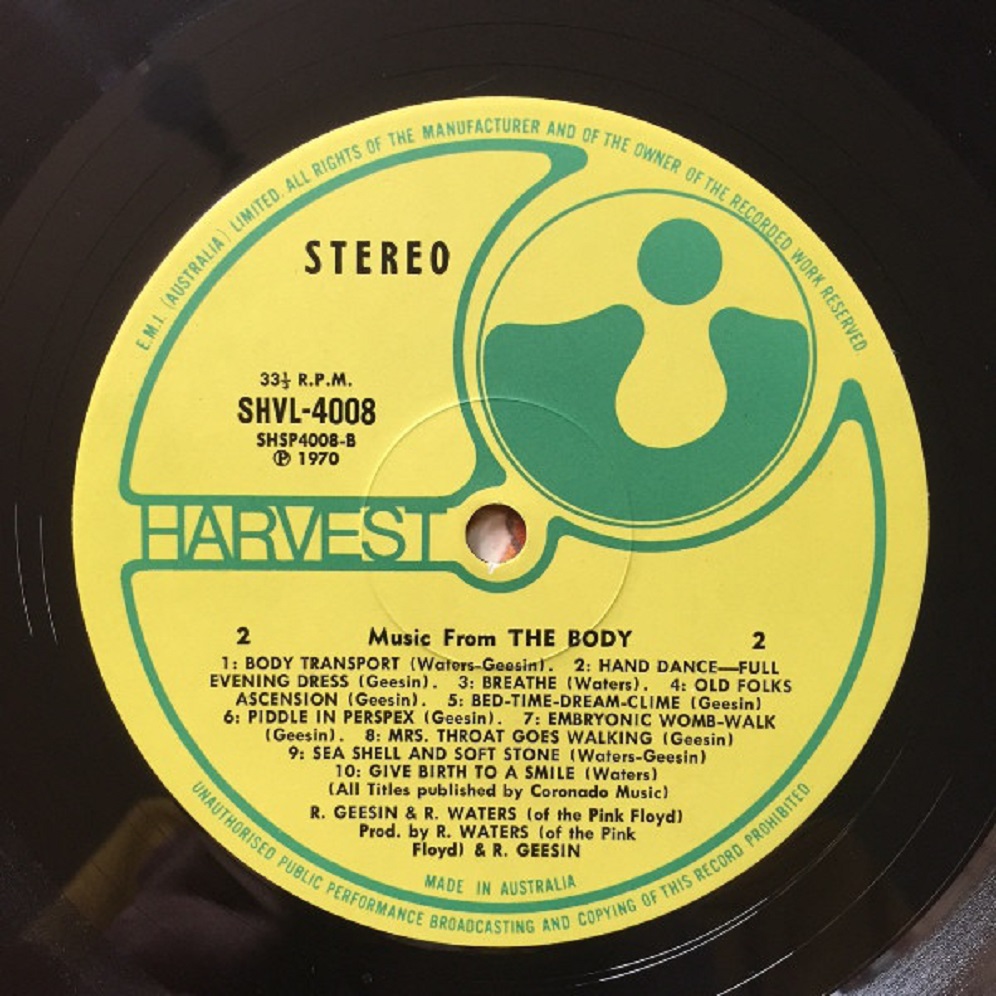 E.M.I. (AUSTRALIA) LIMITED. ALL RIGHTS OF THE MANUFACTURER AND OF THE OWNER OF THE RECORDED WORK RESERVED.
STEREO
33⅓ R.P.M.
SHVL-4008
SHSP4008-B
℗ 1970
HARVEST
2 Music From THE BODY 2
1: BODY TRANSPORT (Waters-Geesin). 2: HAND DANCE—FULL
EVENING DRESS (Geesin). 3: BREATHE (Waters). 4: OLD FOLKS
ASCENSION (Geesin). 5: BED-TIME-DREAM-CLIME (Geesin)
6: PIDDLE IN PERSPEX (Geesin). 7: EMBRYONIC WOMB-WALK
(Geesin). 8: MRS. THROAT GOES WALKING (Geesin)
9: SEA SHELL AND SOFT STONE (Waters-Geesin)
10: GIVE BIRTH TO A SMILE (Waters)
(All Titles published by Coronado Music)
R. GEESIN & R. WATERS (of the Pink Floyd)
Prod. by R. WATERS (of the Pink
Floyd) & R. GEESIN
MADE IN AUSTRALIA
UNAUTHORISED PUBLIC PERFORMANCE BROADCASTING AND COPYING OF THIS RECORD PROHIBITED